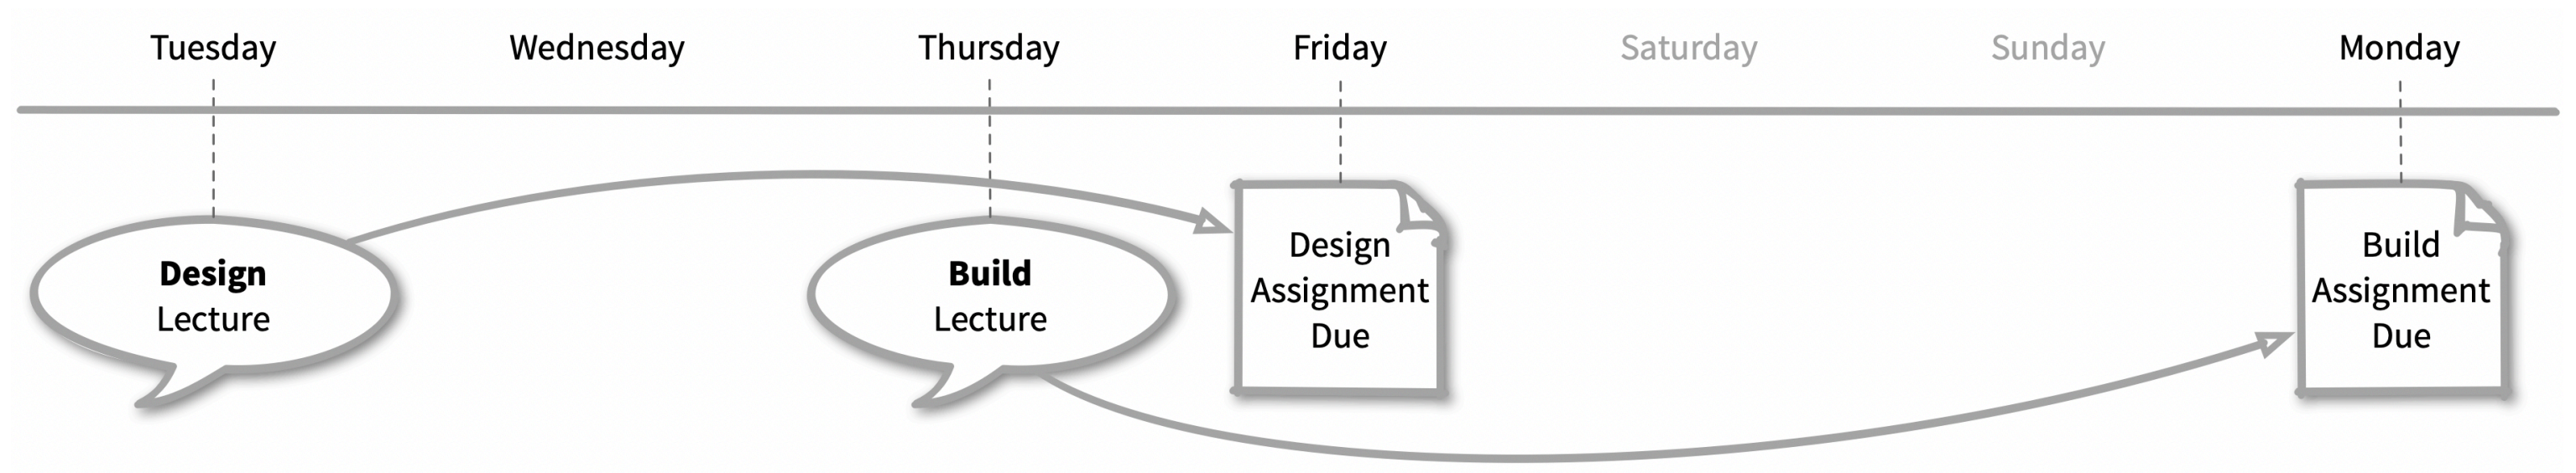 Tuesday Wednesday Thursday Friday Saturday Sunday Monday
Design
Lecture
Build
Lecture
Design
Assignment
Due
Build
Assignment
Due